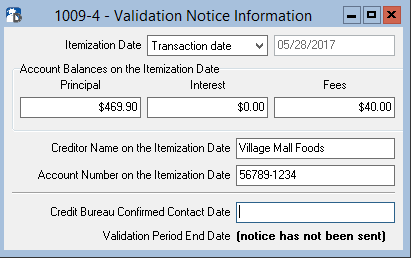 1009-4 - Validation Notice Information
Itemization Date Transaction date 05/28/2017
Account Balances on the Itemization Date
Principal Interest Fees
$469.90 $0.00 $40.00
Creditor Name on the Itemization Date Village Mall Foods
Account Number on the Itemization Date 56789-1234
Credit Bureau Confirmed Contact Date
Validation Period End Date (notice has not been sent)